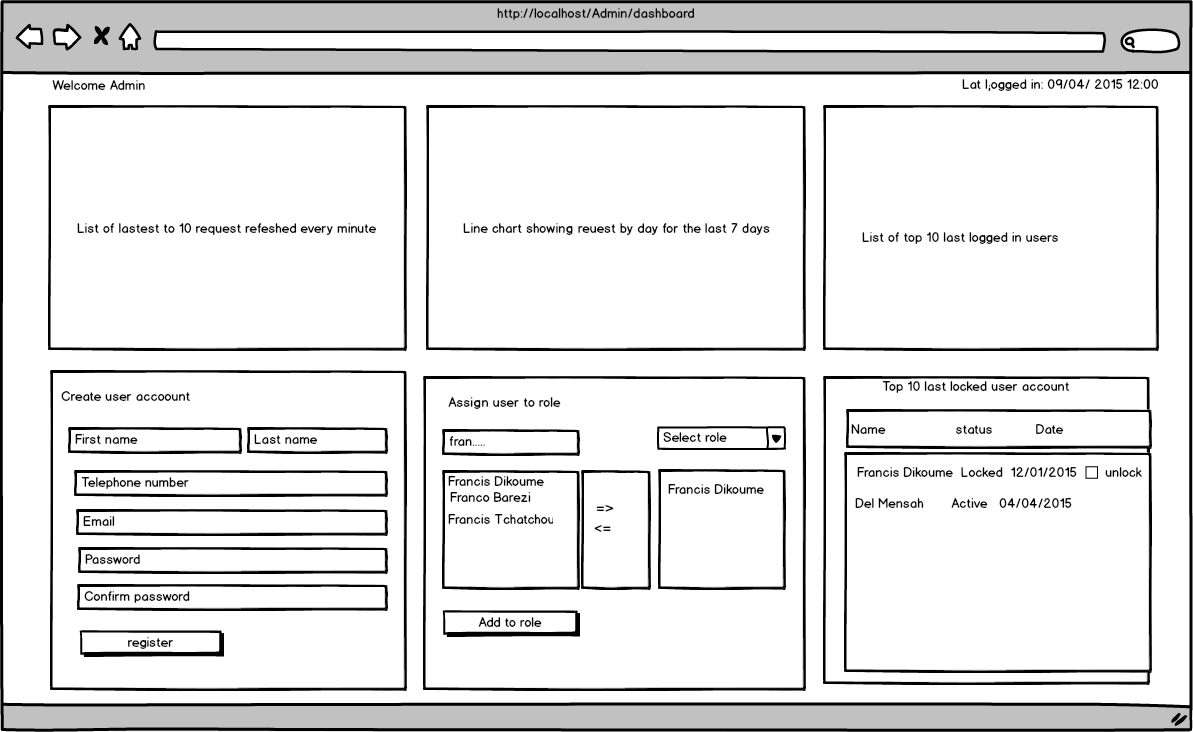 http://localhost/Admin/dashboard
Welcome Admin
Lat l;ogged in: 09/04/ 2015 12:00
List of lastest to 10 request refeshed every minute
Line chart showing reuest by day for the last 7 days
List of top 10 last logged in users
Create user accoount
First name
Last name
Telephone number
Email
Password
Confirm password
register
Assign user to role
fran.....
Select role
Francis Dikoume
Franco Barezi
Francis Tchatchou
=>
<=
Francis Dikoume
Add to role
Top 10 last locked user account
Name status Date
Francis Dikoume Locked 12/01/2015 unlock
Del Mensah Active 04/04/2015